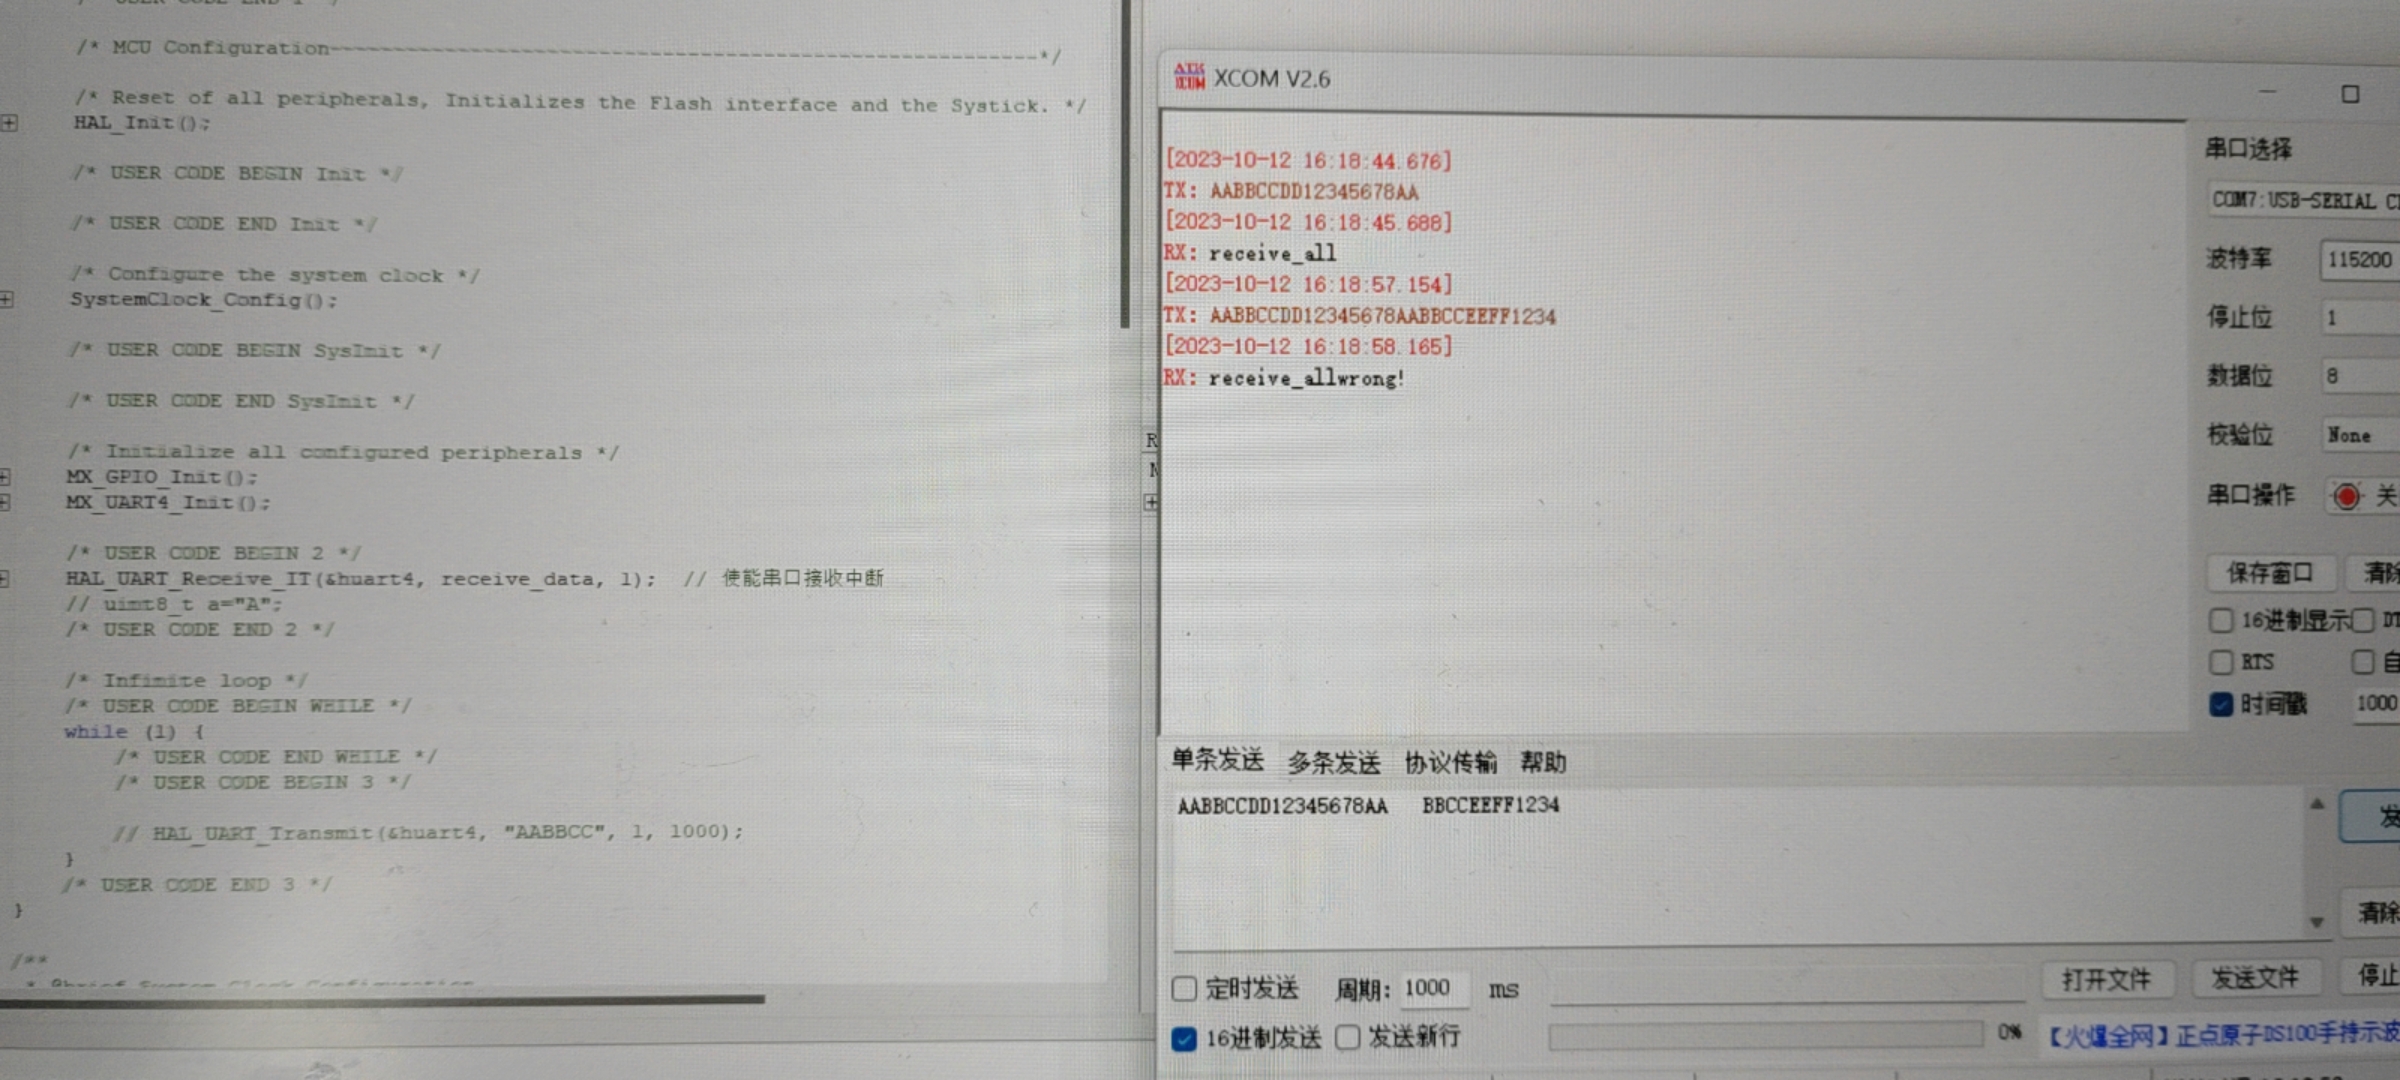 /* MCU Configuration--------------------------------------------------------*/
/* Reset of all peripherals, Initializes the Flash interface and the Systick. */
HAL_Init();
/* USER CODE BEGIN Init */
/* USER CODE END Init */
/* Configure the system clock */
SystemClock_Config();
/* USER CODE BEGIN SysInit */
/* USER CODE END SysInit */
/* Initialize all configured peripherals */
MX_GPIO_Init();
MX_UART4_Init();
/* USER CODE BEGIN 2 */
HAL_UART_Receive_IT(&huart4, receive_data, 1);  // 使能串口接收中断
// uint8_t a="A";
/* USER CODE END 2 */
/* Infinite loop */
/* USER CODE BEGIN WHILE */
while (1) {
/* USER CODE END WHILE */
/* USER CODE BEGIN 3 */
// HAL_UART_Transmit(&huart4, "AABBCC", 1, 1000);
}
/* USER CODE END 3 */
}
/**
XCOM V2.6
[2023-10-12 16:18:44.676]
TX: AABBCCDD12345678AA
[2023-10-12 16:18:45.688]
RX: receive_all
[2023-10-12 16:18:57.154]
TX: AABBCCDD12345678AABBCCEEFF1234
[2023-10-12 16:18:58.165]
RX: receive_allwrong!
串口选择
COM7:USB-SERIAL
波特率 115200
停止位 1
数据位 8
校验位 None
串口操作 关
保存窗口 清除
16进制显示
RTS 自
时间戳 1000
单条发送 多条发送 协议传输 帮助
AABBCCDD12345678AA BBCCEEFF1234
发
清除
定时发送 周期: 1000 ms 打开文件 发送文件 停止
16进制发送 发送新行 0% 【火爆全网】正点原子DS100手持示波